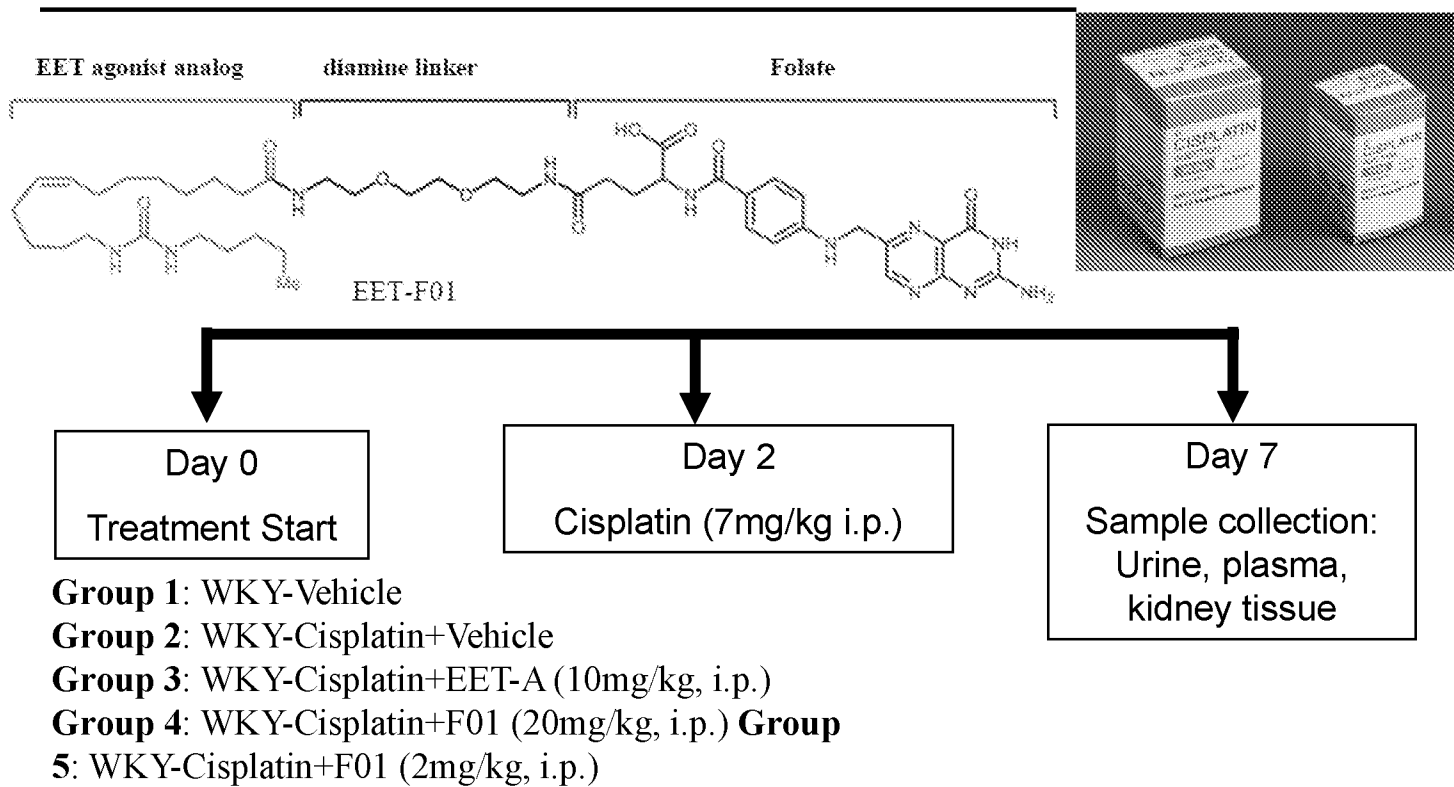 EET agonist analog diamine linker Folate
HO O O
O O
N H O O H N O N H
O N H N N NH
N H O N H Me N H N N NH₂
EET-F01
CISPLATIN CISPLATIN
Day 0
Treatment Start
Day 2
Cisplatin (7mg/kg i.p.)
Day 7
Sample collection:
Urine, plasma,
kidney tissue
Group 1: WKY-Vehicle
Group 2: WKY-Cisplatin+Vehicle
Group 3: WKY-Cisplatin+EET-A (10mg/kg, i.p.)
Group 4: WKY-Cisplatin+F01 (20mg/kg, i.p.) Group
5: WKY-Cisplatin+F01 (2mg/kg, i.p.)